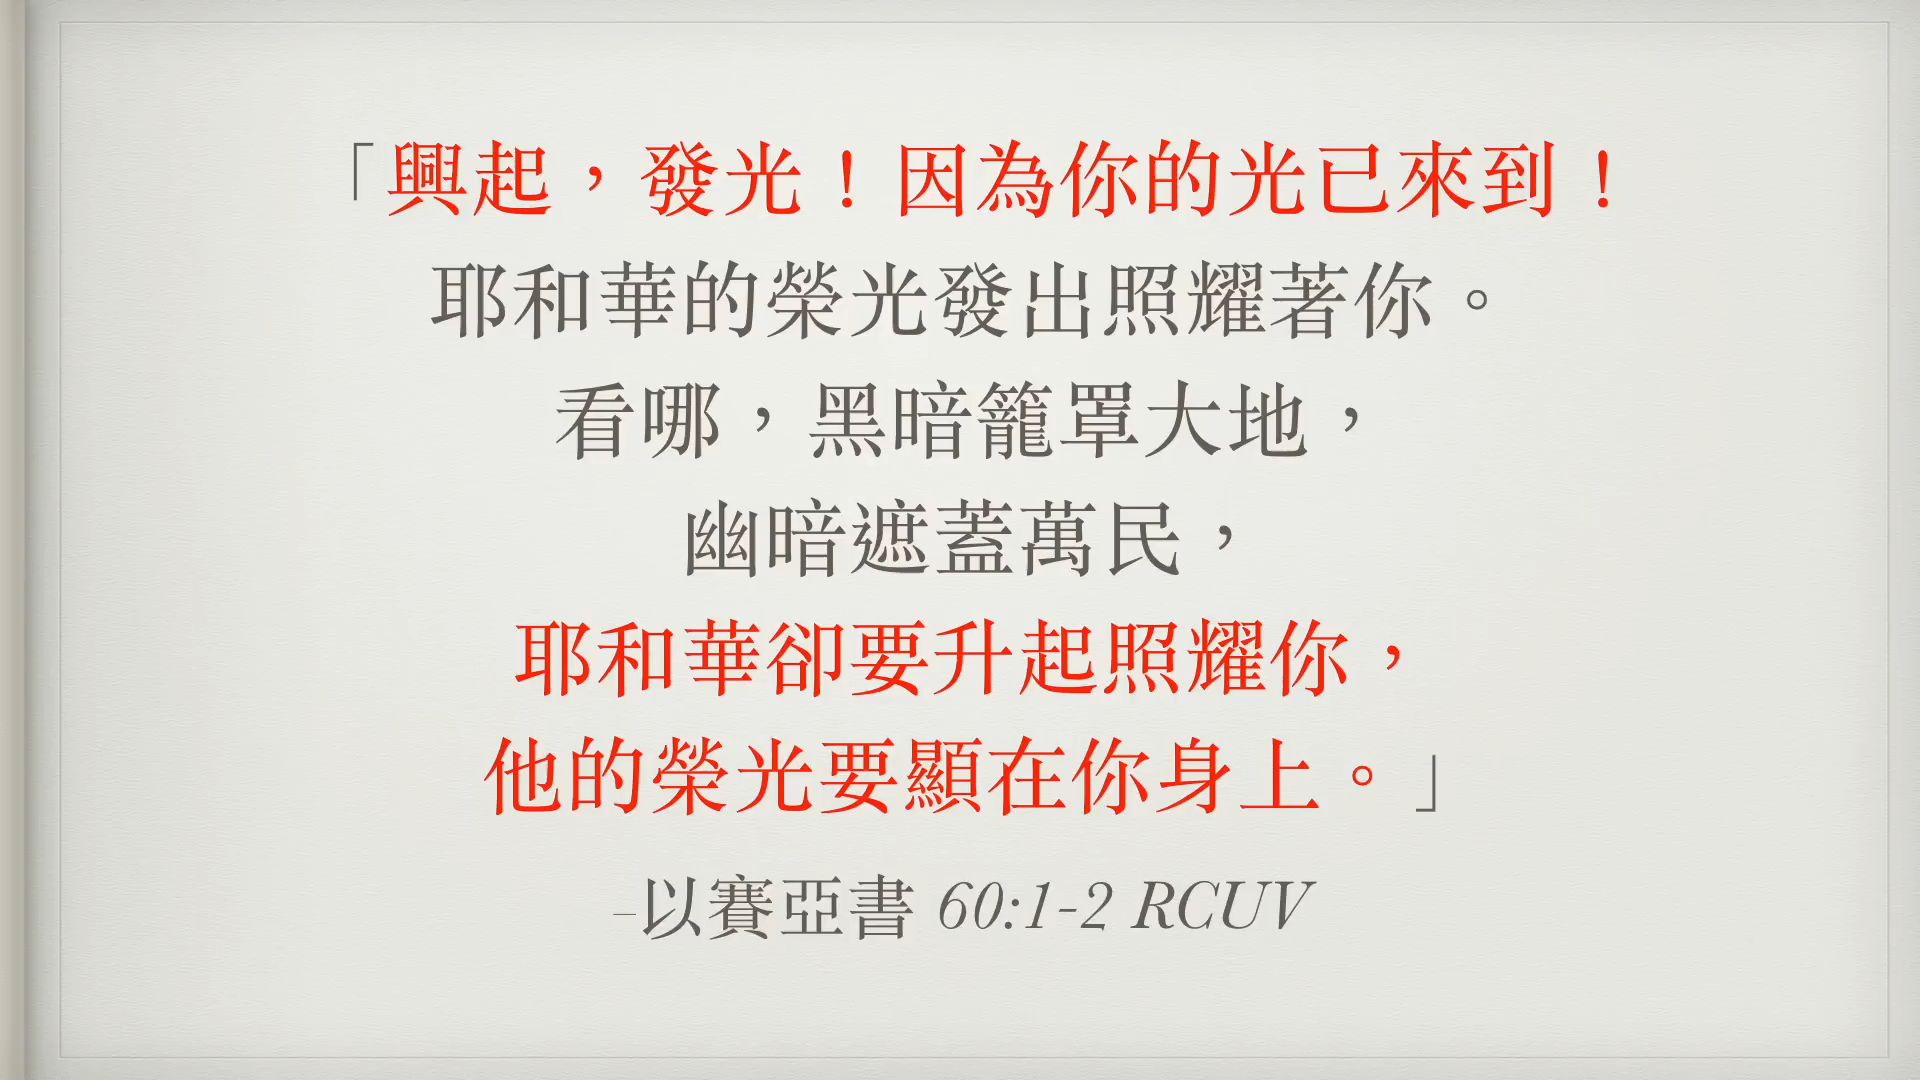 「興起，發光！因為你的光已來到！
耶和華的榮光發出照耀著你。
看哪，黑暗籠罩大地，
幽暗遮蓋萬民，
耶和華卻要升起照耀你，
他的榮光要顯在你身上。」
–以賽亞書 60:1-2 RCUV